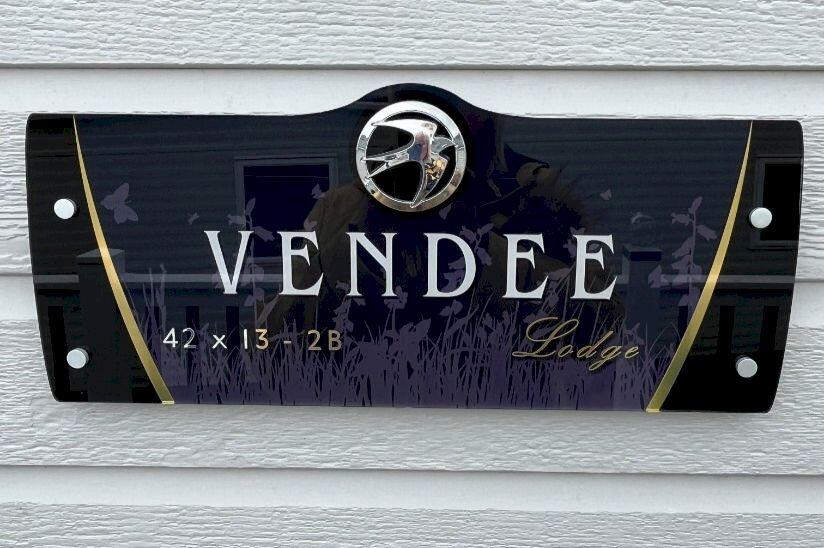 VENDEE
42 x 13 - 2B Lodge